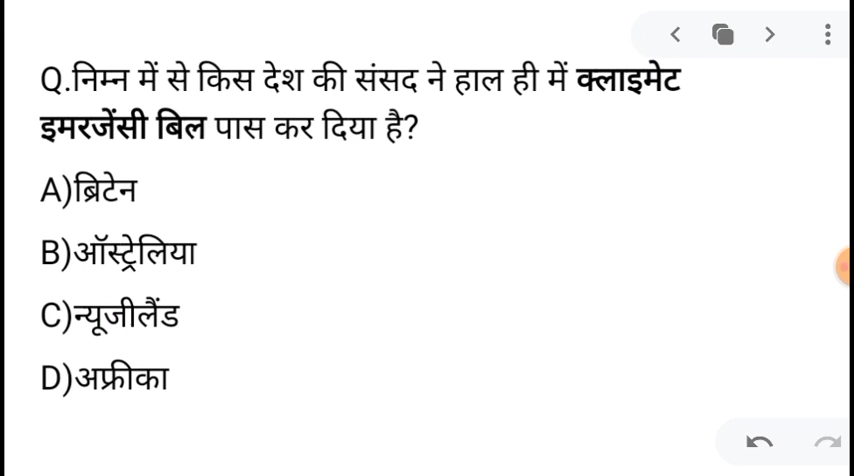 Q.निम्न में से किस देश की संसद ने हाल ही में क्लाइमेट
इमरजेंसी बिल पास कर दिया है?
A)ब्रिटेन
B)ऑस्ट्रेलिया
C)न्यूजीलैंड
D)अफ्रीका